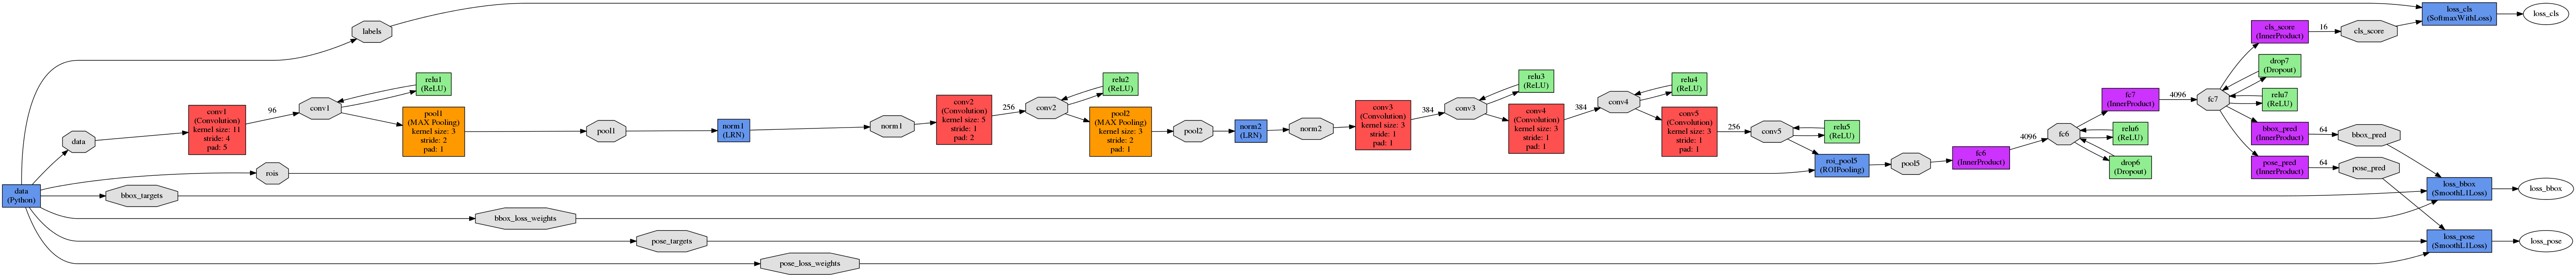 data
(Python)
data
labels
rois
bbox_targets
bbox_loss_weights
pose_targets
pose_loss_weights
conv1
(Convolution)
kernel size: 11
stride: 4
pad: 5
96
conv1
relu1
(ReLU)
pool1
(MAX Pooling)
kernel size: 3
stride: 2
pad: 1
pool1
norm1
(LRN)
norm1
conv2
(Convolution)
kernel size: 5
stride: 1
pad: 2
256
conv2
relu2
(ReLU)
pool2
(MAX Pooling)
kernel size: 3
stride: 2
pad: 1
pool2
norm2
(LRN)
norm2
conv3
(Convolution)
kernel size: 3
stride: 1
pad: 1
384
conv3
relu3
(ReLU)
conv4
(Convolution)
kernel size: 3
stride: 1
pad: 1
384
conv4
relu4
(ReLU)
conv5
(Convolution)
kernel size: 3
stride: 1
pad: 1
256
conv5
relu5
(ReLU)
roi_pool5
(ROIPooling)
pool5
fc6
(InnerProduct)
4096
fc6
relu6
(ReLU)
drop6
(Dropout)
fc7
(InnerProduct)
4096
fc7
drop7
(Dropout)
relu7
(ReLU)
cls_score
(InnerProduct)
16
cls_score
bbox_pred
(InnerProduct)
64
bbox_pred
pose_pred
(InnerProduct)
64
pose_pred
loss_cls
(SoftmaxWithLoss)
loss_cls
loss_bbox
(SmoothL1Loss)
loss_bbox
loss_pose
(SmoothL1Loss)
loss_pose